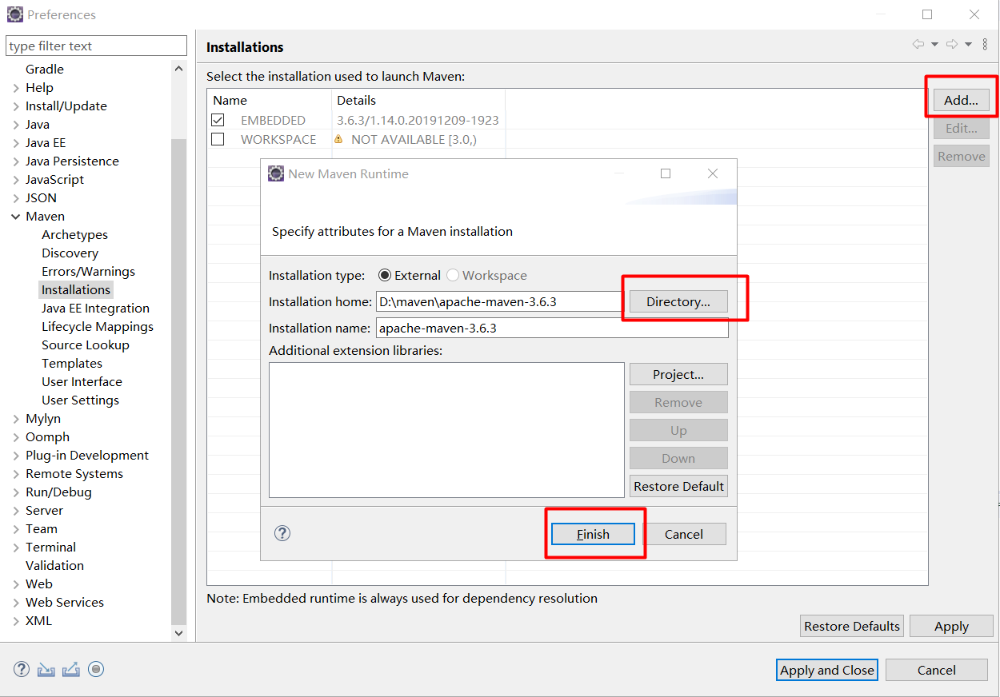 Preferences
type filter text
Gradle
Help
Install/Update
Java
Java EE
Java Persistence
JavaScript
JSON
Maven
Archetypes
Discovery
Errors/Warnings
Installations
Java EE Integration
Lifecycle Mappings
Source Lookup
Templates
User Interface
User Settings
Mylyn
Oomph
Plug-in Development
Remote Systems
Run/Debug
Server
Team
Terminal
Validation
Web
Web Services
XML
Installations
Select the installation used to launch Maven:
Name Details
EMBEDDED 3.6.3/1.14.0.20191209-1923
WORKSPACE NOT AVAILABLE [3.0,)
Add...
Edit...
Remove
New Maven Runtime
Specify attributes for a Maven installation
Installation type: External Workspace
Installation home: D:\maven\apache-maven-3.6.3 Directory...
Installation name: apache-maven-3.6.3
Additional extension libraries:
Project...
Remove
Up
Down
Restore Default
? Finish Cancel
Note: Embedded runtime is always used for dependency resolution
Restore Defaults Apply
? Apply and Close Cancel